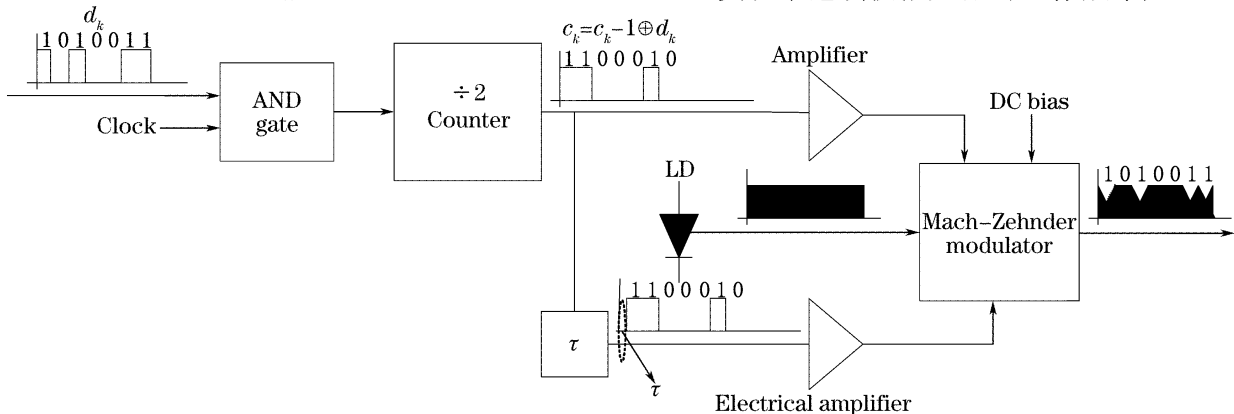 d_k
1 0 1 0 0 1 1
Clock
AND
gate
÷2
Counter
c_k=c_k-1⊕d_k
1 1 0 0 0 1 0
Amplifier
DC bias
LD
Mach-Zehnder
modulator
1 0 1 0 0 1 1
1 1 0 0 0 1 0
τ
τ
Electrical amplifier